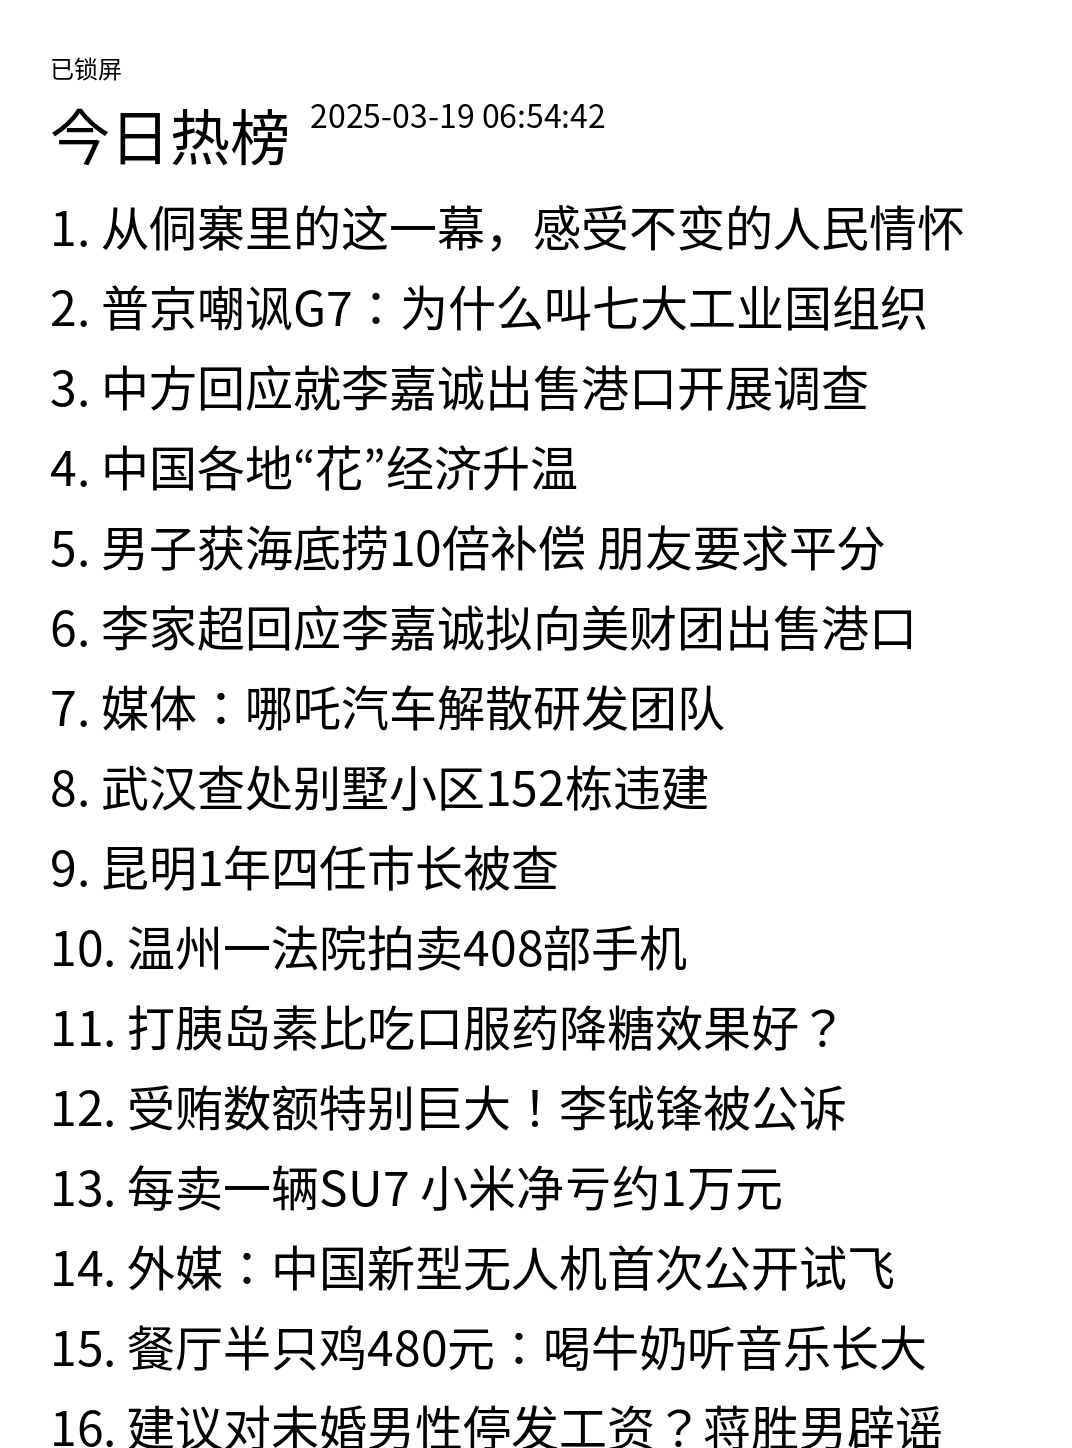 已锁屏
今日热榜 2025-03-19 06:54:42
1. 从侗寨里的这一幕，感受不变的人民情怀
2. 普京嘲讽G7：为什么叫七大工业国组织
3. 中方回应就李嘉诚出售港口开展调查
4. 中国各地“花”经济升温
5. 男子获海底捞10倍补偿 朋友要求平分
6. 李家超回应李嘉诚拟向美财团出售港口
7. 媒体：哪吒汽车解散研发团队
8. 武汉查处别墅小区152栋违建
9. 昆明1年四任市长被查
10. 温州一法院拍卖408部手机
11. 打胰岛素比吃口服药降糖效果好？
12. 受贿数额特别巨大！李钺锋被公诉
13. 每卖一辆SU7 小米净亏约1万元
14. 外媒：中国新型无人机首次公开试飞
15. 餐厅半只鸡480元：喝牛奶听音乐长大
16. 建议对未婚男性停发工资？蒋胜男辟谣